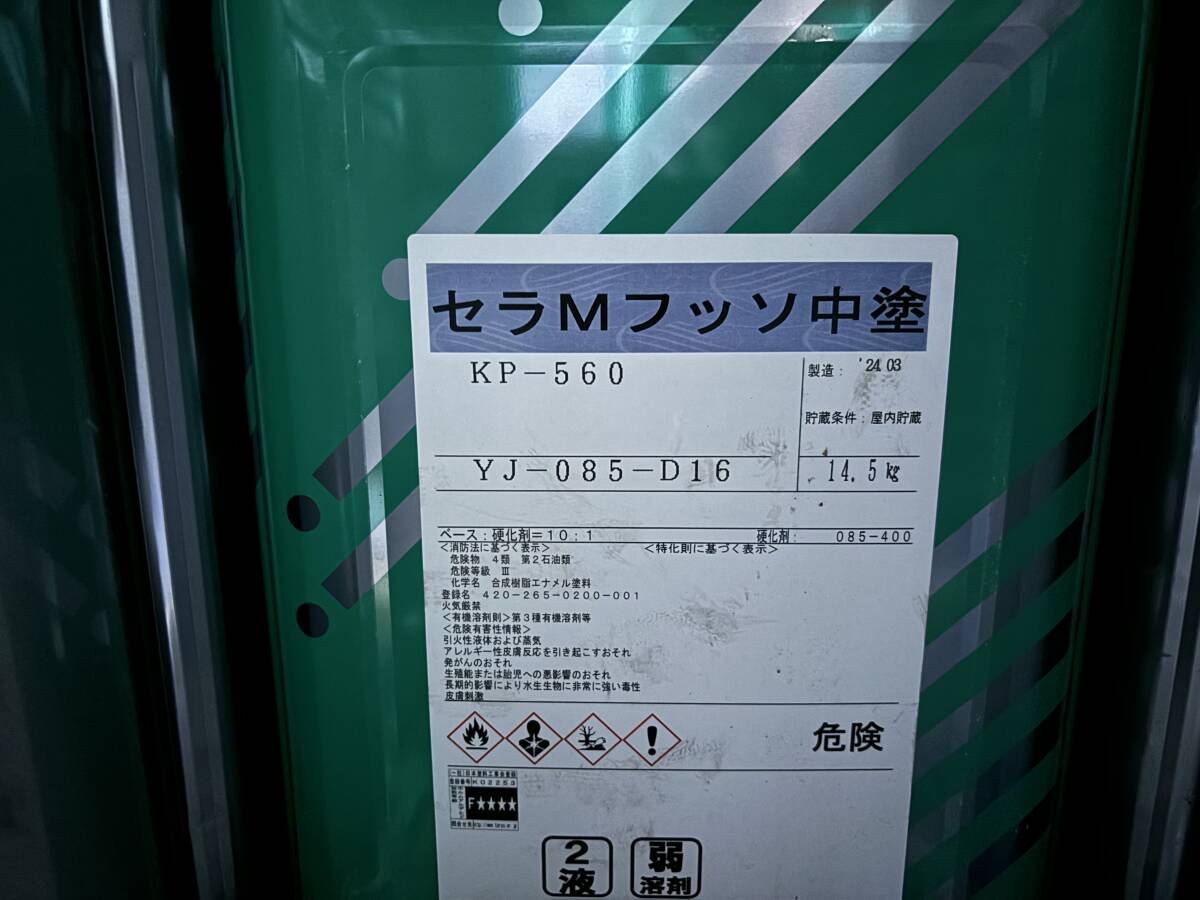 セラMフッソ中塗
KP-560
製造: '24.03
貯蔵条件: 屋内貯蔵
YJ-085-D16
14.5kg
ベース:硬化剤=10:1
硬化剤: 085-400
<消防法に基づく表示>
<特化則に基づく表示>
危険物 4類 第2石油類
危険等級 Ⅲ
化学名 合成樹脂エナメル塗料
登録名 420-265-0200-001
火気厳禁
<有機溶剤則>第3種有機溶剤等
<危険有害性情報>
引火性液体および蒸気
アレルギー性皮膚反応を引き起こすおそれ
発がんのおそれ
生殖能または胎児への悪影響のおそれ
長期的影響により水生生物に非常に強い毒性
皮膚刺激
危険
F★★★★
2液
弱溶剤